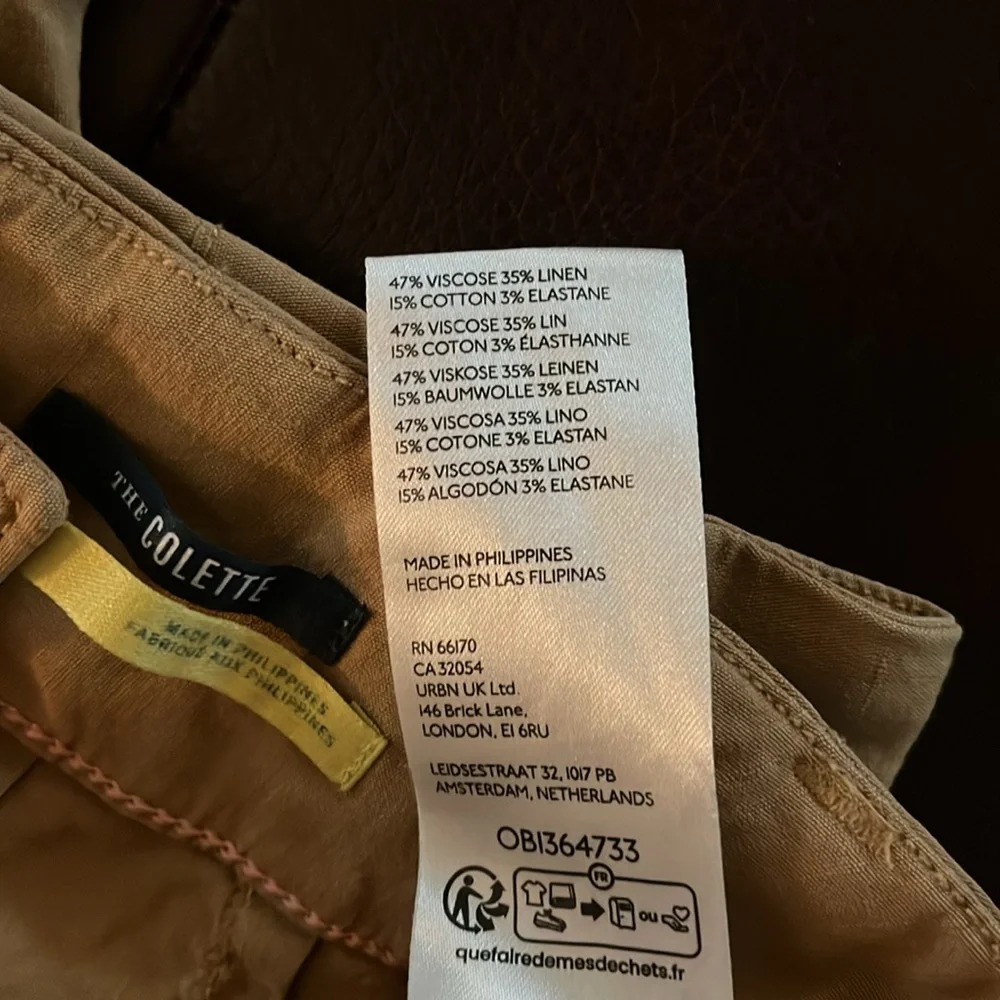 47% VISCOSE 35% LINEN
15% COTTON 3% ELASTANE
47% VISCOSE 35% LIN
15% COTON 3% ÉLASTHANNE
47% VISKOSE 35% LEINEN
15% BAUMWOLLE 3% ELASTAN
47% VISCOSA 35% LINO
15% COTONE 3% ELASTAN
47% VISCOSA 35% LINO
15% ALGODÓN 3% ELASTANE
MADE IN PHILIPPINES
HECHO EN LAS FILIPINAS
RN 66170
CA 32054
URBN UK Ltd.
146 Brick Lane,
LONDON, E1 6RU
LEIDSESTRAAT 32, 1017 PB
AMSTERDAM, NETHERLANDS
OB1364733
FR
ou
quefairedemesdechets.fr
THE COLETTE
MADE IN PHILIPPINES
FABRIQUÉ AUX PHILIPPINES